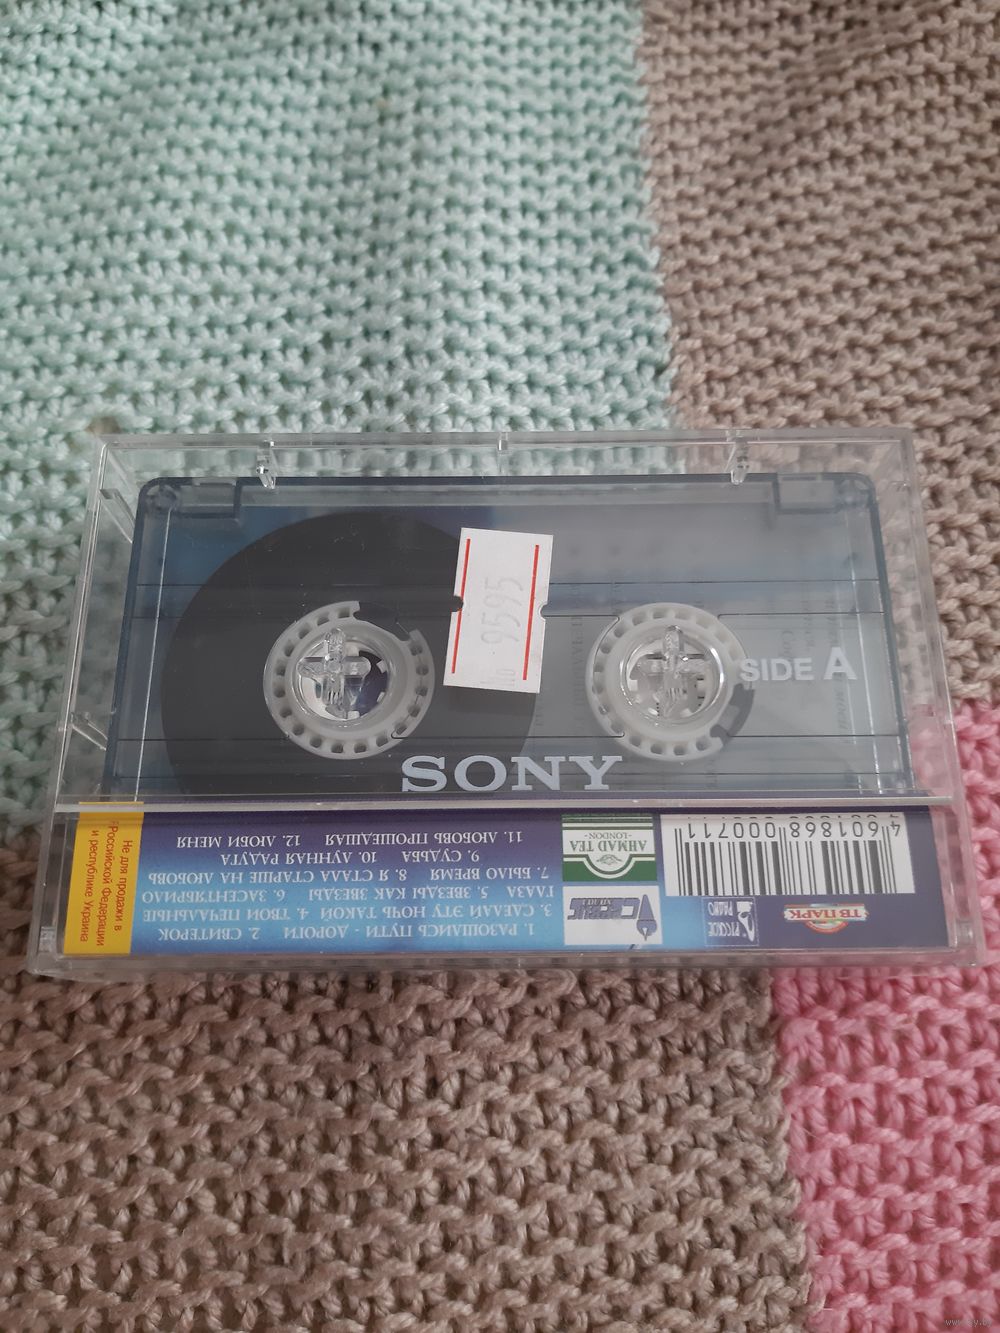 9595
SIDE A
SONY
1. РАЗОШЛИСЬ ПУТИ - ДОРОГИ 2. СВИТЕРОК
3. СДЕЛАЙ ЭТУ НОЧЬ ТАКОЙ 4. ТВОИ ПЕЧАЛЬНЫЕ
ГЛАЗА 5. ЗВЕЗДЫ КАК ЗВЕЗДЫ 6. ЗАСЕНТЯБРИЛО
7. БЫЛО ВРЕМЯ 8. Я СТАЛА СТАРШЕ НА ЛЮБОВЬ
9. СУДЬБА 10. ЛУННАЯ РАДУГА
11. ЛЮБОВЬ ПРОШЕДШАЯ 12. ЛЮБИ МЕНЯ
Не для продажи в
Российской Федерации
и республике Украина
ТВ ПАРК
РУССКОЕ
РАДИО
AHMAD TEA
-LONDON-
4 601868 000711